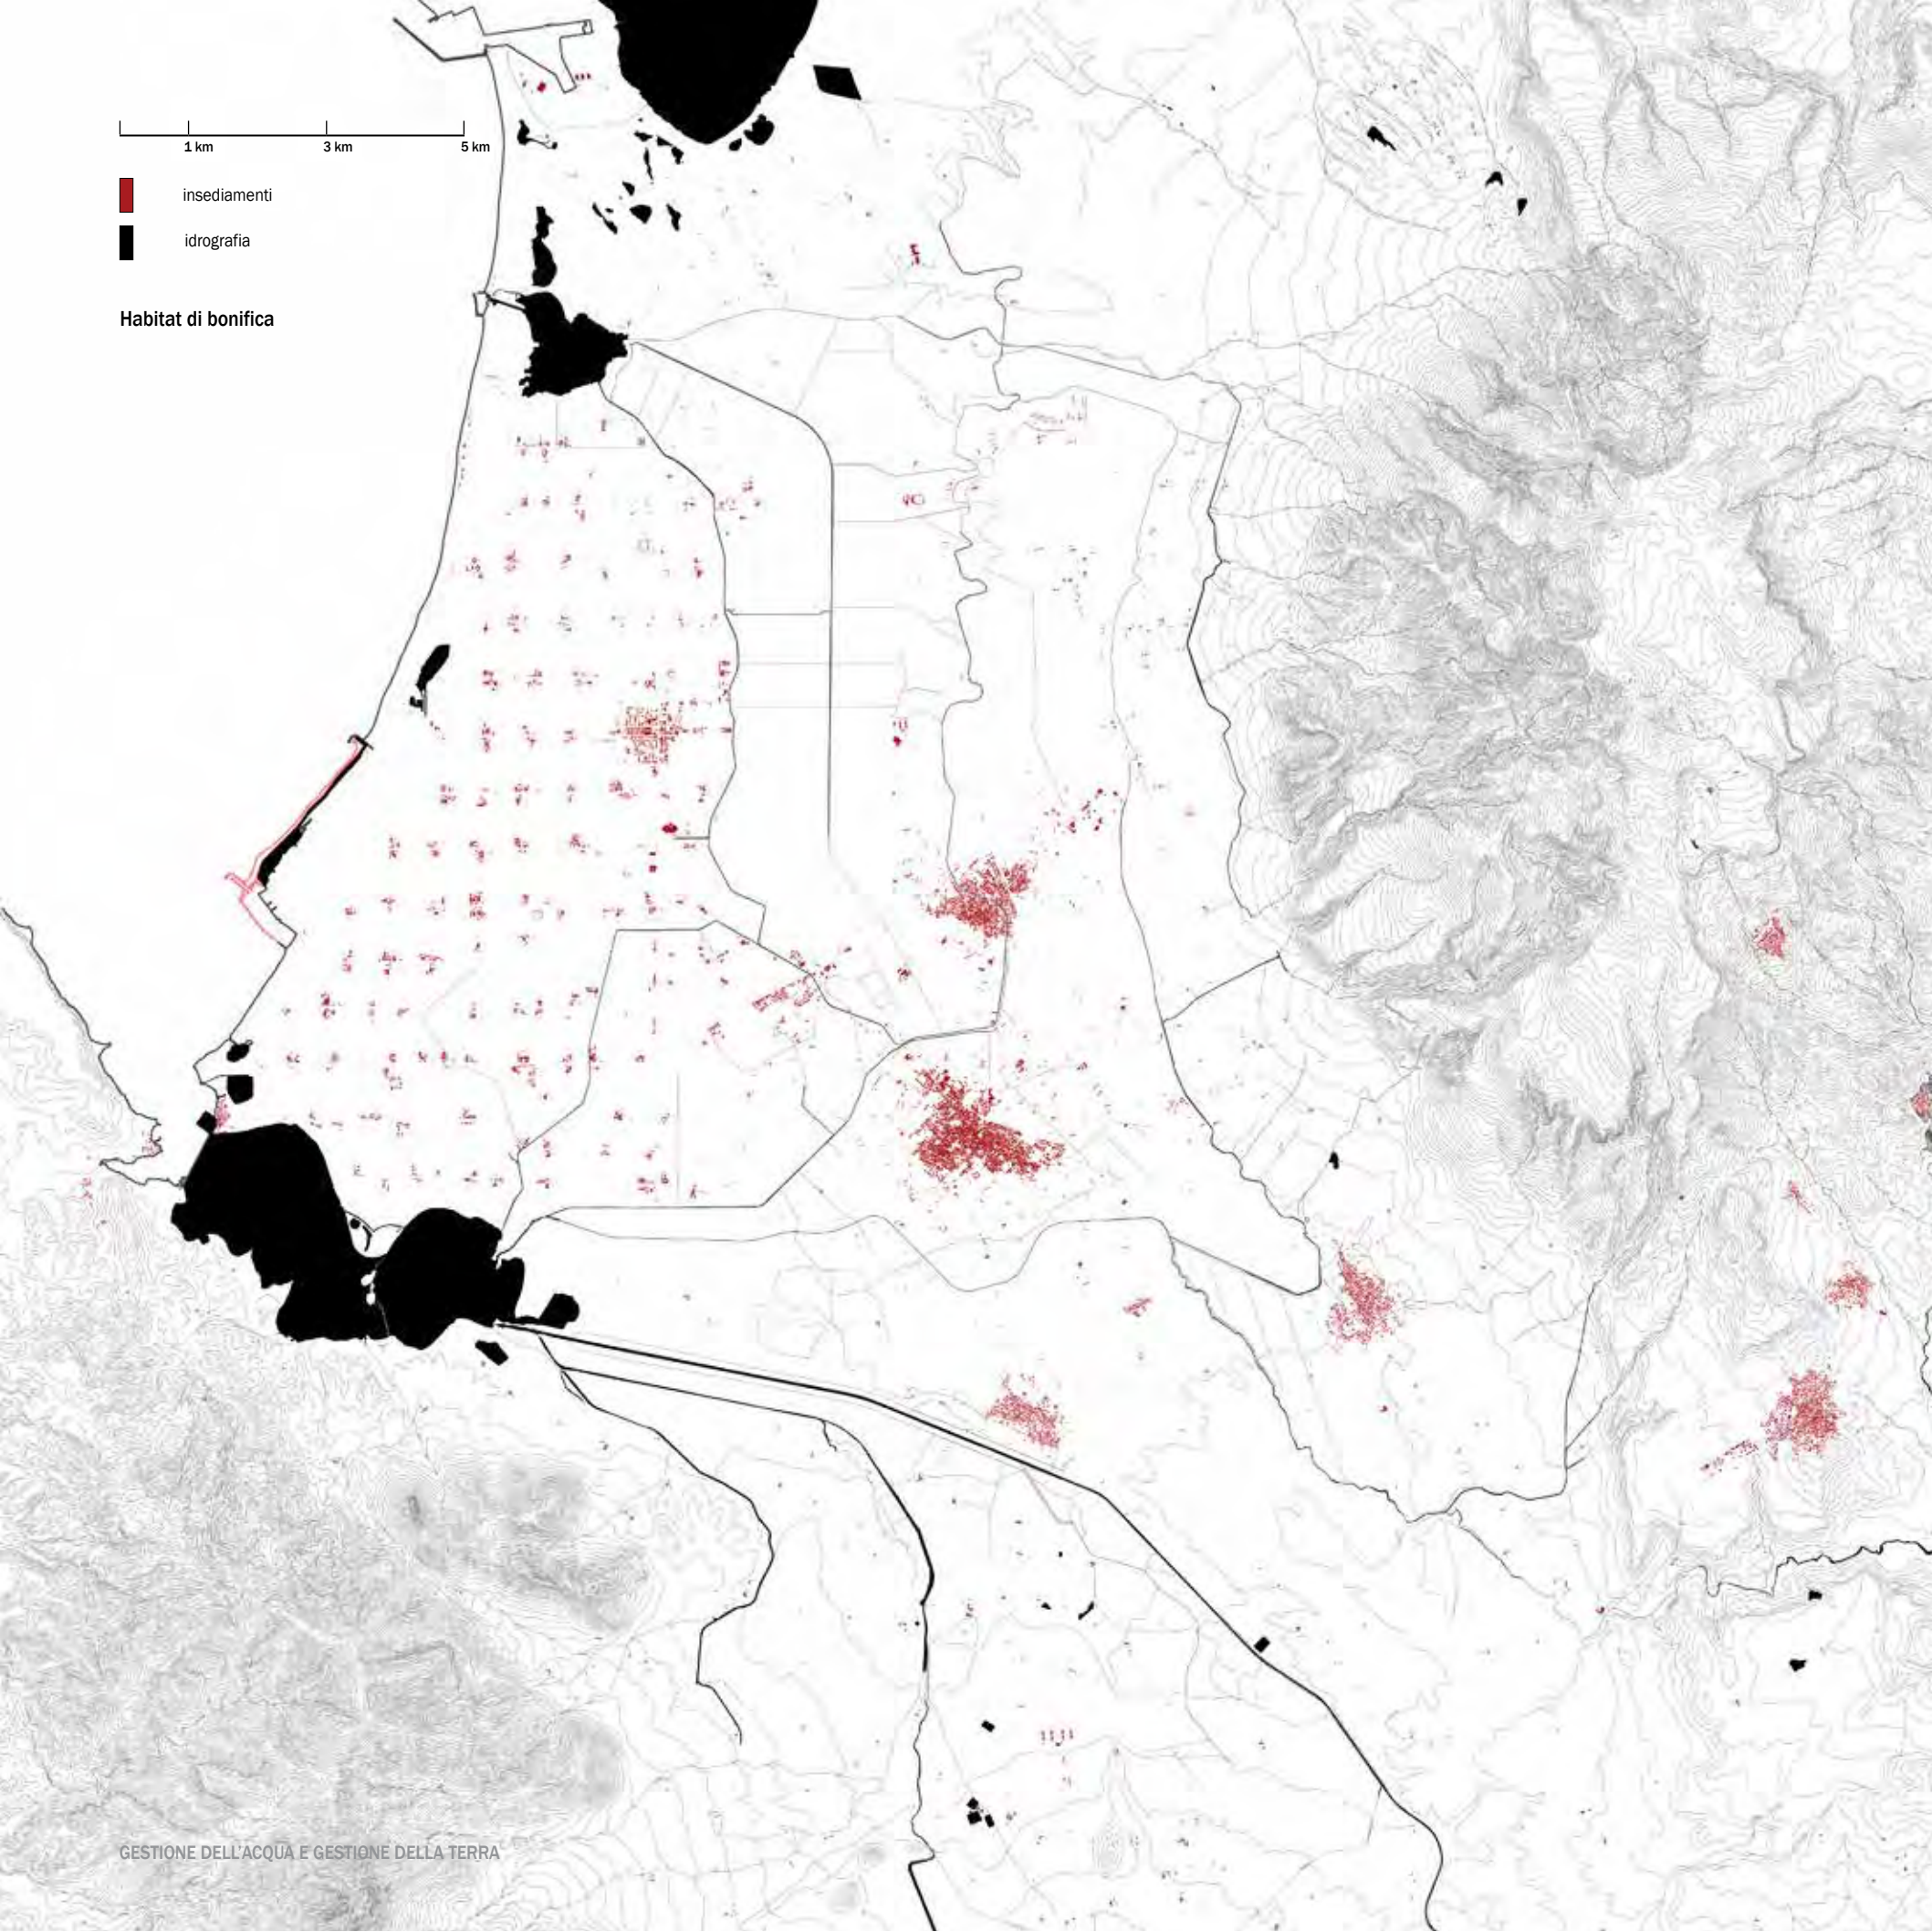 1 km 3 km 5 km
insediamenti
idrografia
Habitat di bonifica
GESTIONE DELL'ACQUA E GESTIONE DELLA TERRA